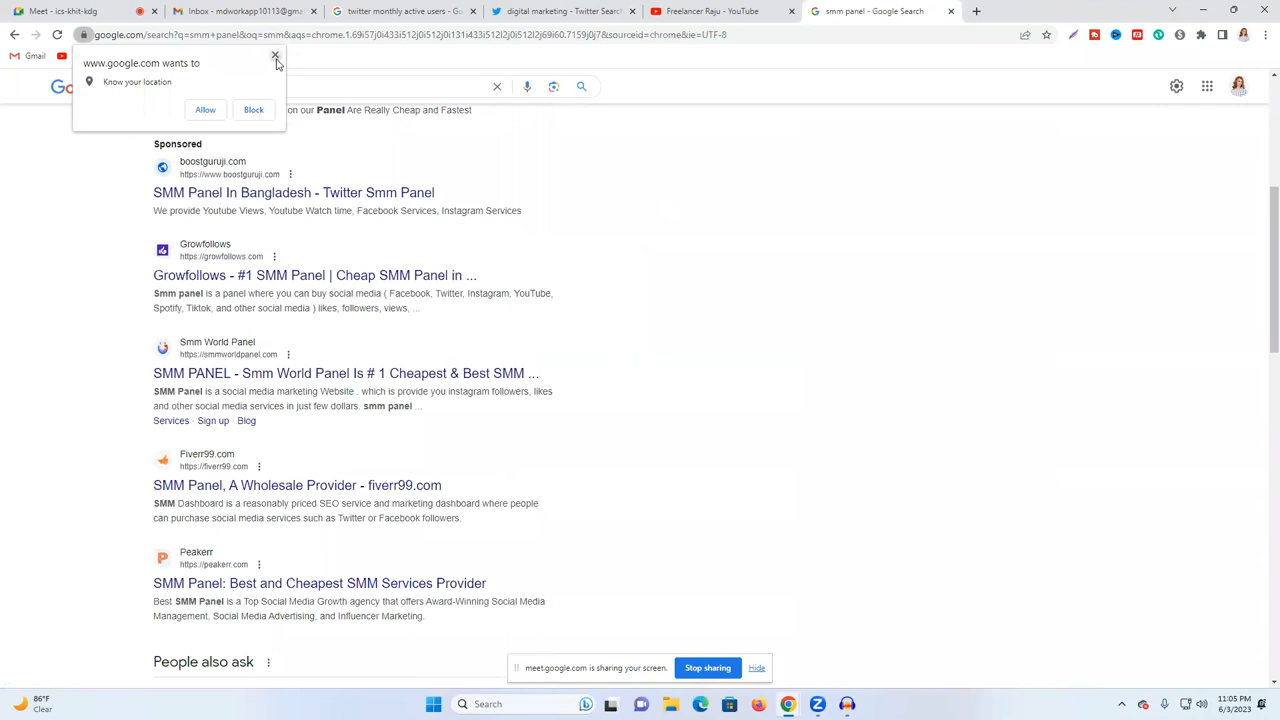 Meet - ics-khit-kdg
Inbox - mdworkap10113@gma
twitter monthly active users - Go
digital marketing - Twitter Search
Freelancer Raju - YouTube
smm panel - Google Search
google.com/search?q=smm+panel&oq=smm&aqs=chrome.1.69i57j0i433i512j0i131i433i512l2j0i512l2j69i60.7159j0j7&sourceid=chrome&ie=UTF-8
Gmail
www.google.com wants to
Know your location
Allow
Block
on our Panel Are Really Cheap and Fastest
Sponsored
boostguruji.com
https://www.boostguruji.com
SMM Panel In Bangladesh - Twitter Smm Panel
We provide Youtube Views, Youtube Watch time, Facebook Services, Instagram Services
Growfollows
https://growfollows.com
Growfollows - #1 SMM Panel | Cheap SMM Panel in ...
Smm panel is a panel where you can buy social media ( Facebook, Twitter, Instagram, YouTube,
Spotify, Tiktok, and other social media ) likes, followers, views, ...
Smm World Panel
https://smmworldpanel.com
SMM PANEL - Smm World Panel Is # 1 Cheapest & Best SMM ...
SMM Panel is a social media marketing Website . which is provide you instagram followers, likes
and other social media services in just few dollars. smm panel ...
Services · Sign up · Blog
Fiverr99.com
https://fiverr99.com
SMM Panel, A Wholesale Provider - fiverr99.com
SMM Dashboard is a reasonably priced SEO service and marketing dashboard where people
can purchase social media services such as Twitter or Facebook followers.
Peakerr
https://peakerr.com
SMM Panel: Best and Cheapest SMM Services Provider
Best SMM Panel is a Top Social Media Growth agency that offers Award-Winning Social Media
Management, Social Media Advertising, and Influencer Marketing.
People also ask
meet.google.com is sharing your screen.
Stop sharing
Hide
86°F
Clear
Search
11:05 PM
6/3/2023